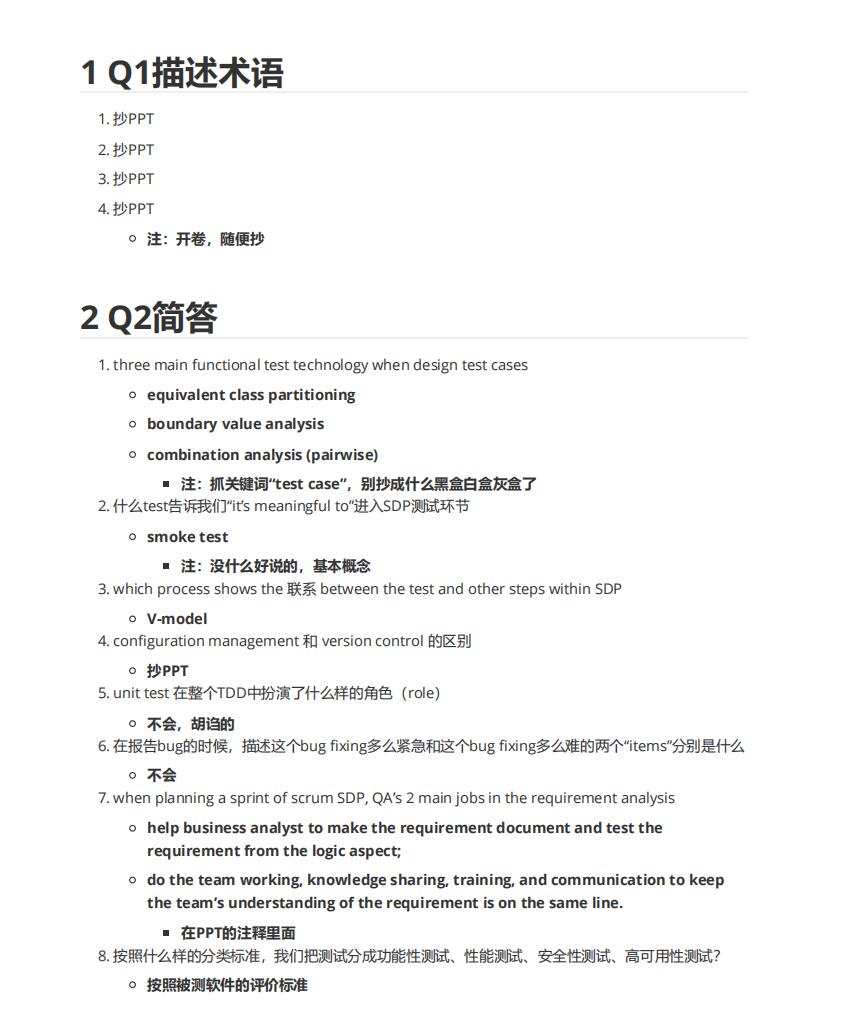 1 Q1描述术语
1. 抄PPT
2. 抄PPT
3. 抄PPT
4. 抄PPT
注：开卷，随便抄
2 Q2简答
1. three main functional test technology when design test cases
equivalent class partitioning
boundary value analysis
combination analysis (pairwise)
注：抓关键词“test case”，别抄成什么黑盒白盒灰盒了
2. 什么test告诉我们“it’s meaningful to”进入SDP测试环节
smoke test
注：没什么好说的，基本概念
3. which process shows the 联系 between the test and other steps within SDP
V-model
4. configuration management 和 version control 的区别
抄PPT
5. unit test 在整个TDD中扮演了什么样的角色（role）
不会，胡诌的
6. 在报告bug的时候，描述这个bug fixing多么紧急和这个bug fixing多么难的两个“items”分别是什么
不会
7. when planning a sprint of scrum SDP, QA’s 2 main jobs in the requirement analysis
help business analyst to make the requirement document and test the
requirement from the logic aspect;
do the team working, knowledge sharing, training, and communication to keep
the team’s understanding of the requirement is on the same line.
在PPT的注释里面
8. 按照什么样的分类标准，我们把测试分成功能性测试、性能测试、安全性测试、高可用性测试？
按照被测软件的评价标准